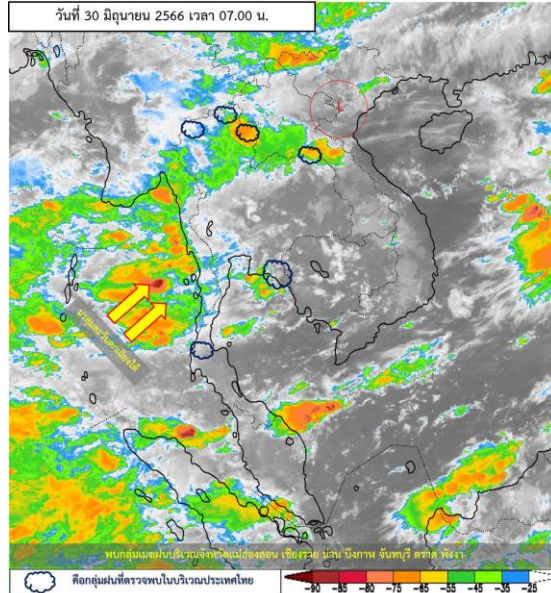 วันที่ 30 มิถุนายน 2566 เวลา 07.00 น.
มรสุมตะวันตกเฉียงใต้
พบกลุ่มเมฆฝนบริเวณจังหวัดแม่ฮ่องสอน เชียงราย น่าน บึงกาฬ จันทบุรี ตราด พังงา
คือกลุ่มฝนที่ตรวจพบในบริเวณประเทศไทย
-90 -85 -80 -75 -65 -55 -45 -35 -25